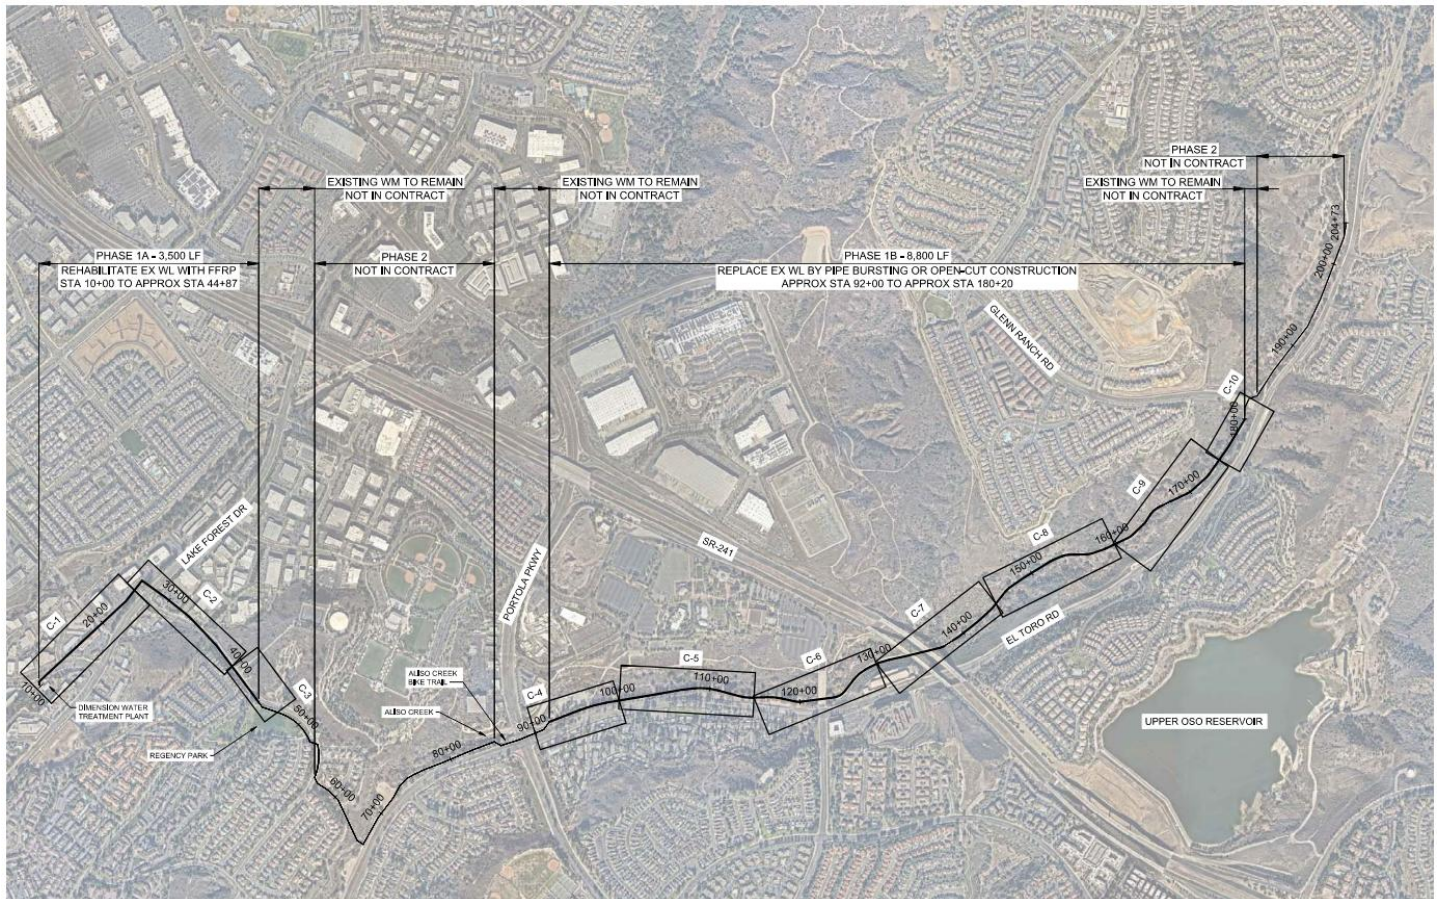 PHASE 2
NOT IN CONTRACT
EXISTING WM TO REMAIN
NOT IN CONTRACT
EXISTING WM TO REMAIN
NOT IN CONTRACT
EXISTING WM TO REMAIN
NOT IN CONTRACT
PHASE 1A - 3,500 LF
REHABILITATE EX WL WITH FFRP
STA 10+00 TO APPROX STA 44+87
PHASE 2
NOT IN CONTRACT
PHASE 1B - 8,800 LF
REPLACE EX WL BY PIPE BURSTING OR OPEN-CUT CONSTRUCTION
APPROX STA 92+00 TO APPROX STA 180+20
204+73
200+00
190+00
GLENN RANCH RD
C-10
180+00
C-9
170+00
C-8
160+00
150+00
SR-241
LAKE FOREST DR
PORTOLA PKWY
C-1
20+00
30+00
C-2
40+00
C-7
140+00
EL TORO RD
130+00
C-6
120+00
C-5
110+00
100+00
C-4
90+00
ALISO CREEK
BIKE TRAIL
ALISO CREEK
80+00
C-3
50+00
10+00
DIMENSION WATER
TREATMENT PLANT
REGENCY PARK
60+00
70+00
UPPER OSO RESERVOIR